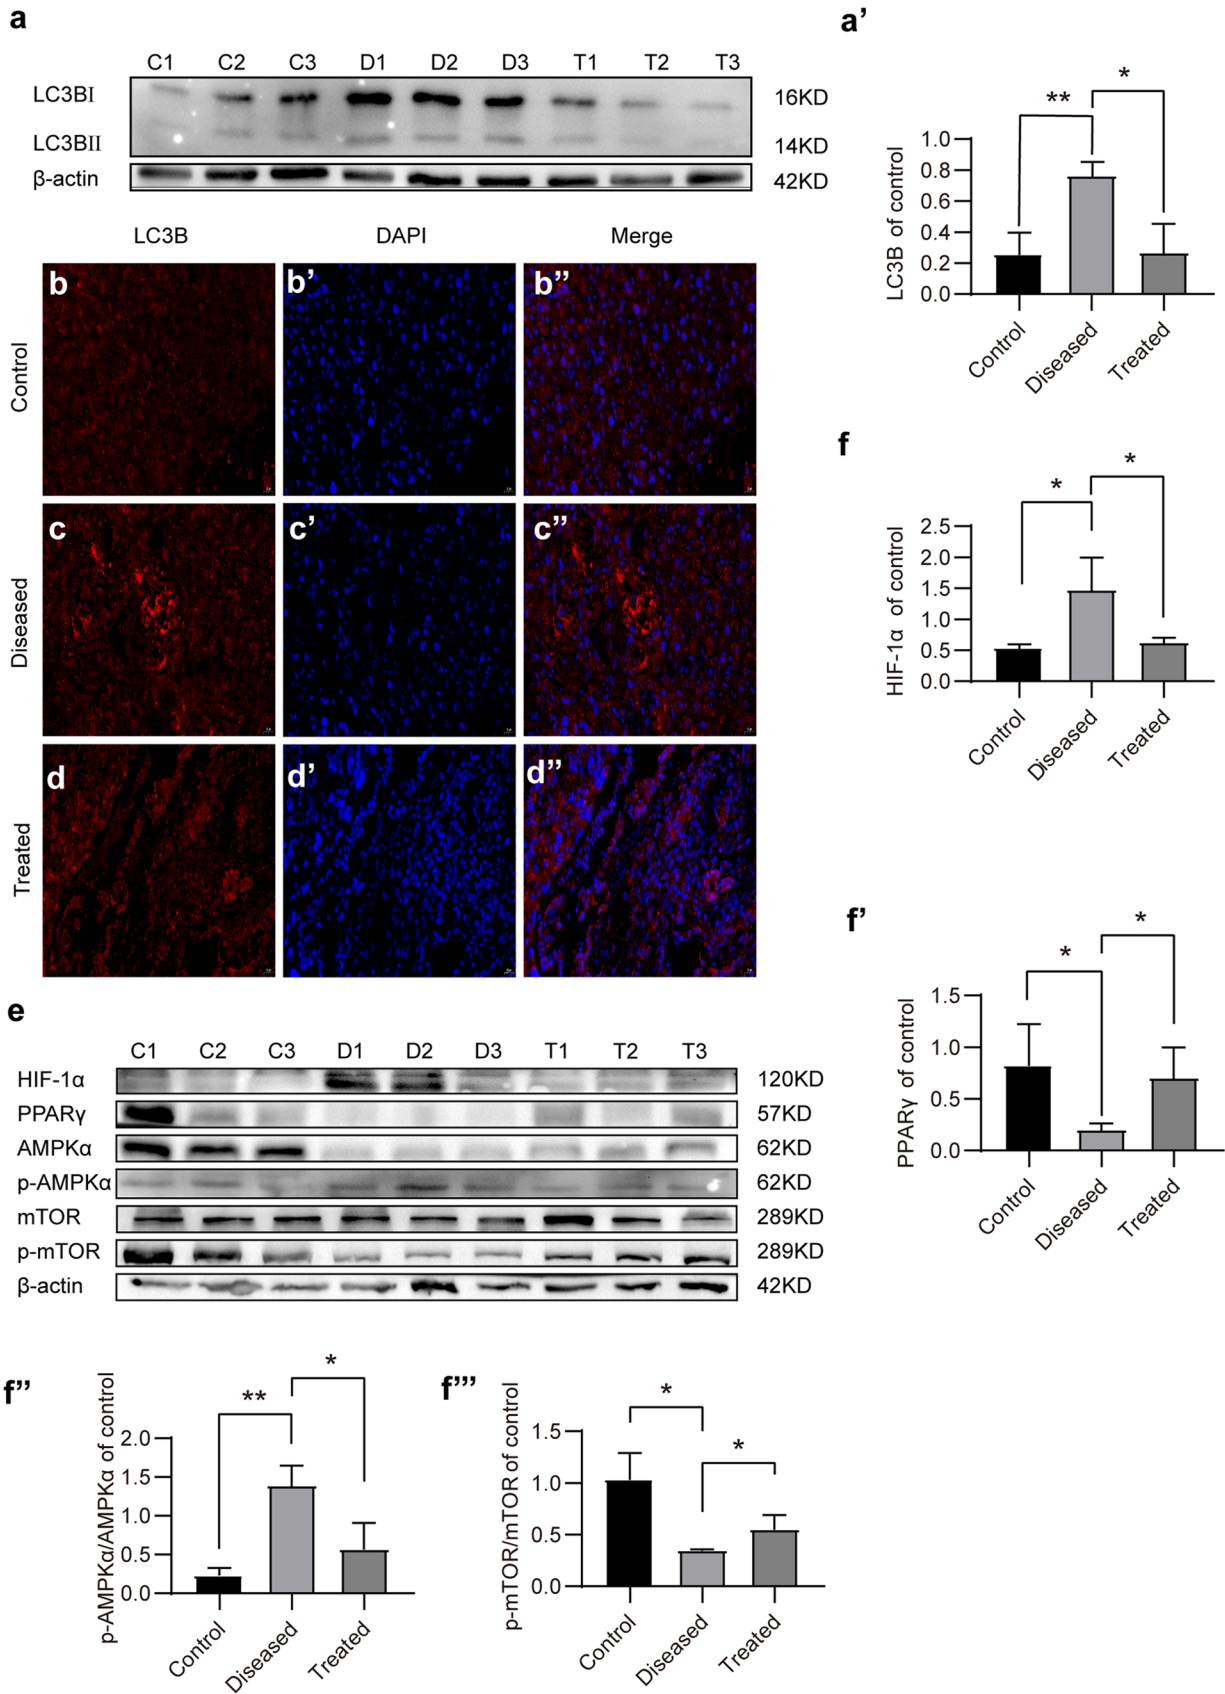 a
C1 C2 C3 D1 D2 D3 T1 T2 T3
LC3BI 16KD
LC3BII 14KD
β-actin 42KD
a’
** *
LC3B of control
1.0
0.8
0.6
0.4
0.2
0.0
Control Diseased Treated
LC3B DAPI Merge
Control
b b’ b’’
Diseased
c c’ c’’
Treated
d d’ d’’
f
* *
HIF-1α of control
2.5
2.0
1.5
1.0
0.5
0.0
Control Diseased Treated
f’
* *
PPARγ of control
1.5
1.0
0.5
0.0
Control Diseased Treated
e
C1 C2 C3 D1 D2 D3 T1 T2 T3
HIF-1α 120KD
PPARγ 57KD
AMPKα 62KD
p-AMPKα 62KD
mTOR 289KD
p-mTOR 289KD
β-actin 42KD
f’’
** *
p-AMPKα/AMPKα of control
2.0
1.5
1.0
0.5
0.0
Control Diseased Treated
f’’’
* *
p-mTOR/mTOR of control
1.5
1.0
0.5
0.0
Control Diseased Treated